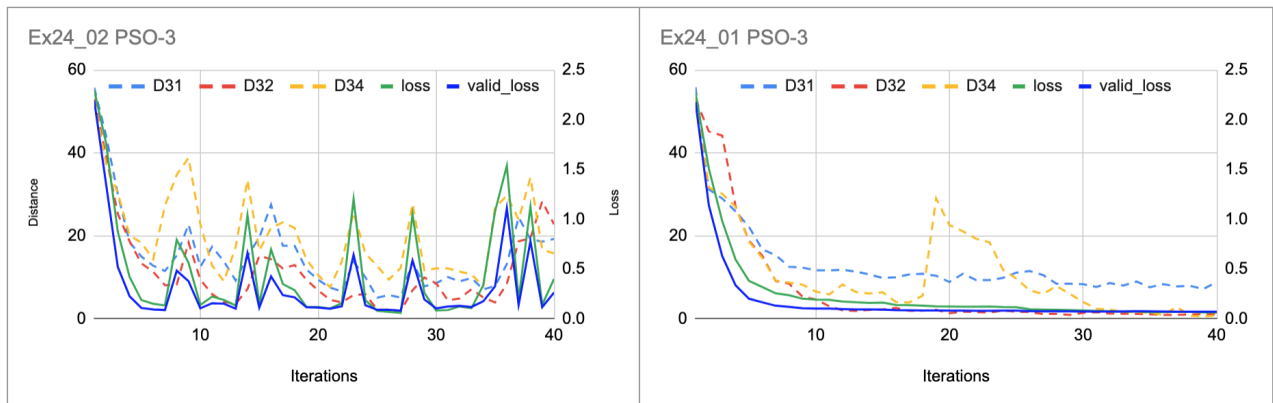 Ex24_02 PSO-3
D31 D32 D34 loss valid_loss
60 2.5
2.0
40
1.5
1.0
20
0.5
0 0.0
10 20 30 40
Distance
Loss
Iterations
Ex24_01 PSO-3
D31 D32 D34 loss valid_loss
60 2.5
2.0
40
1.5
1.0
20
0.5
0 0.0
10 20 30 40
Iterations